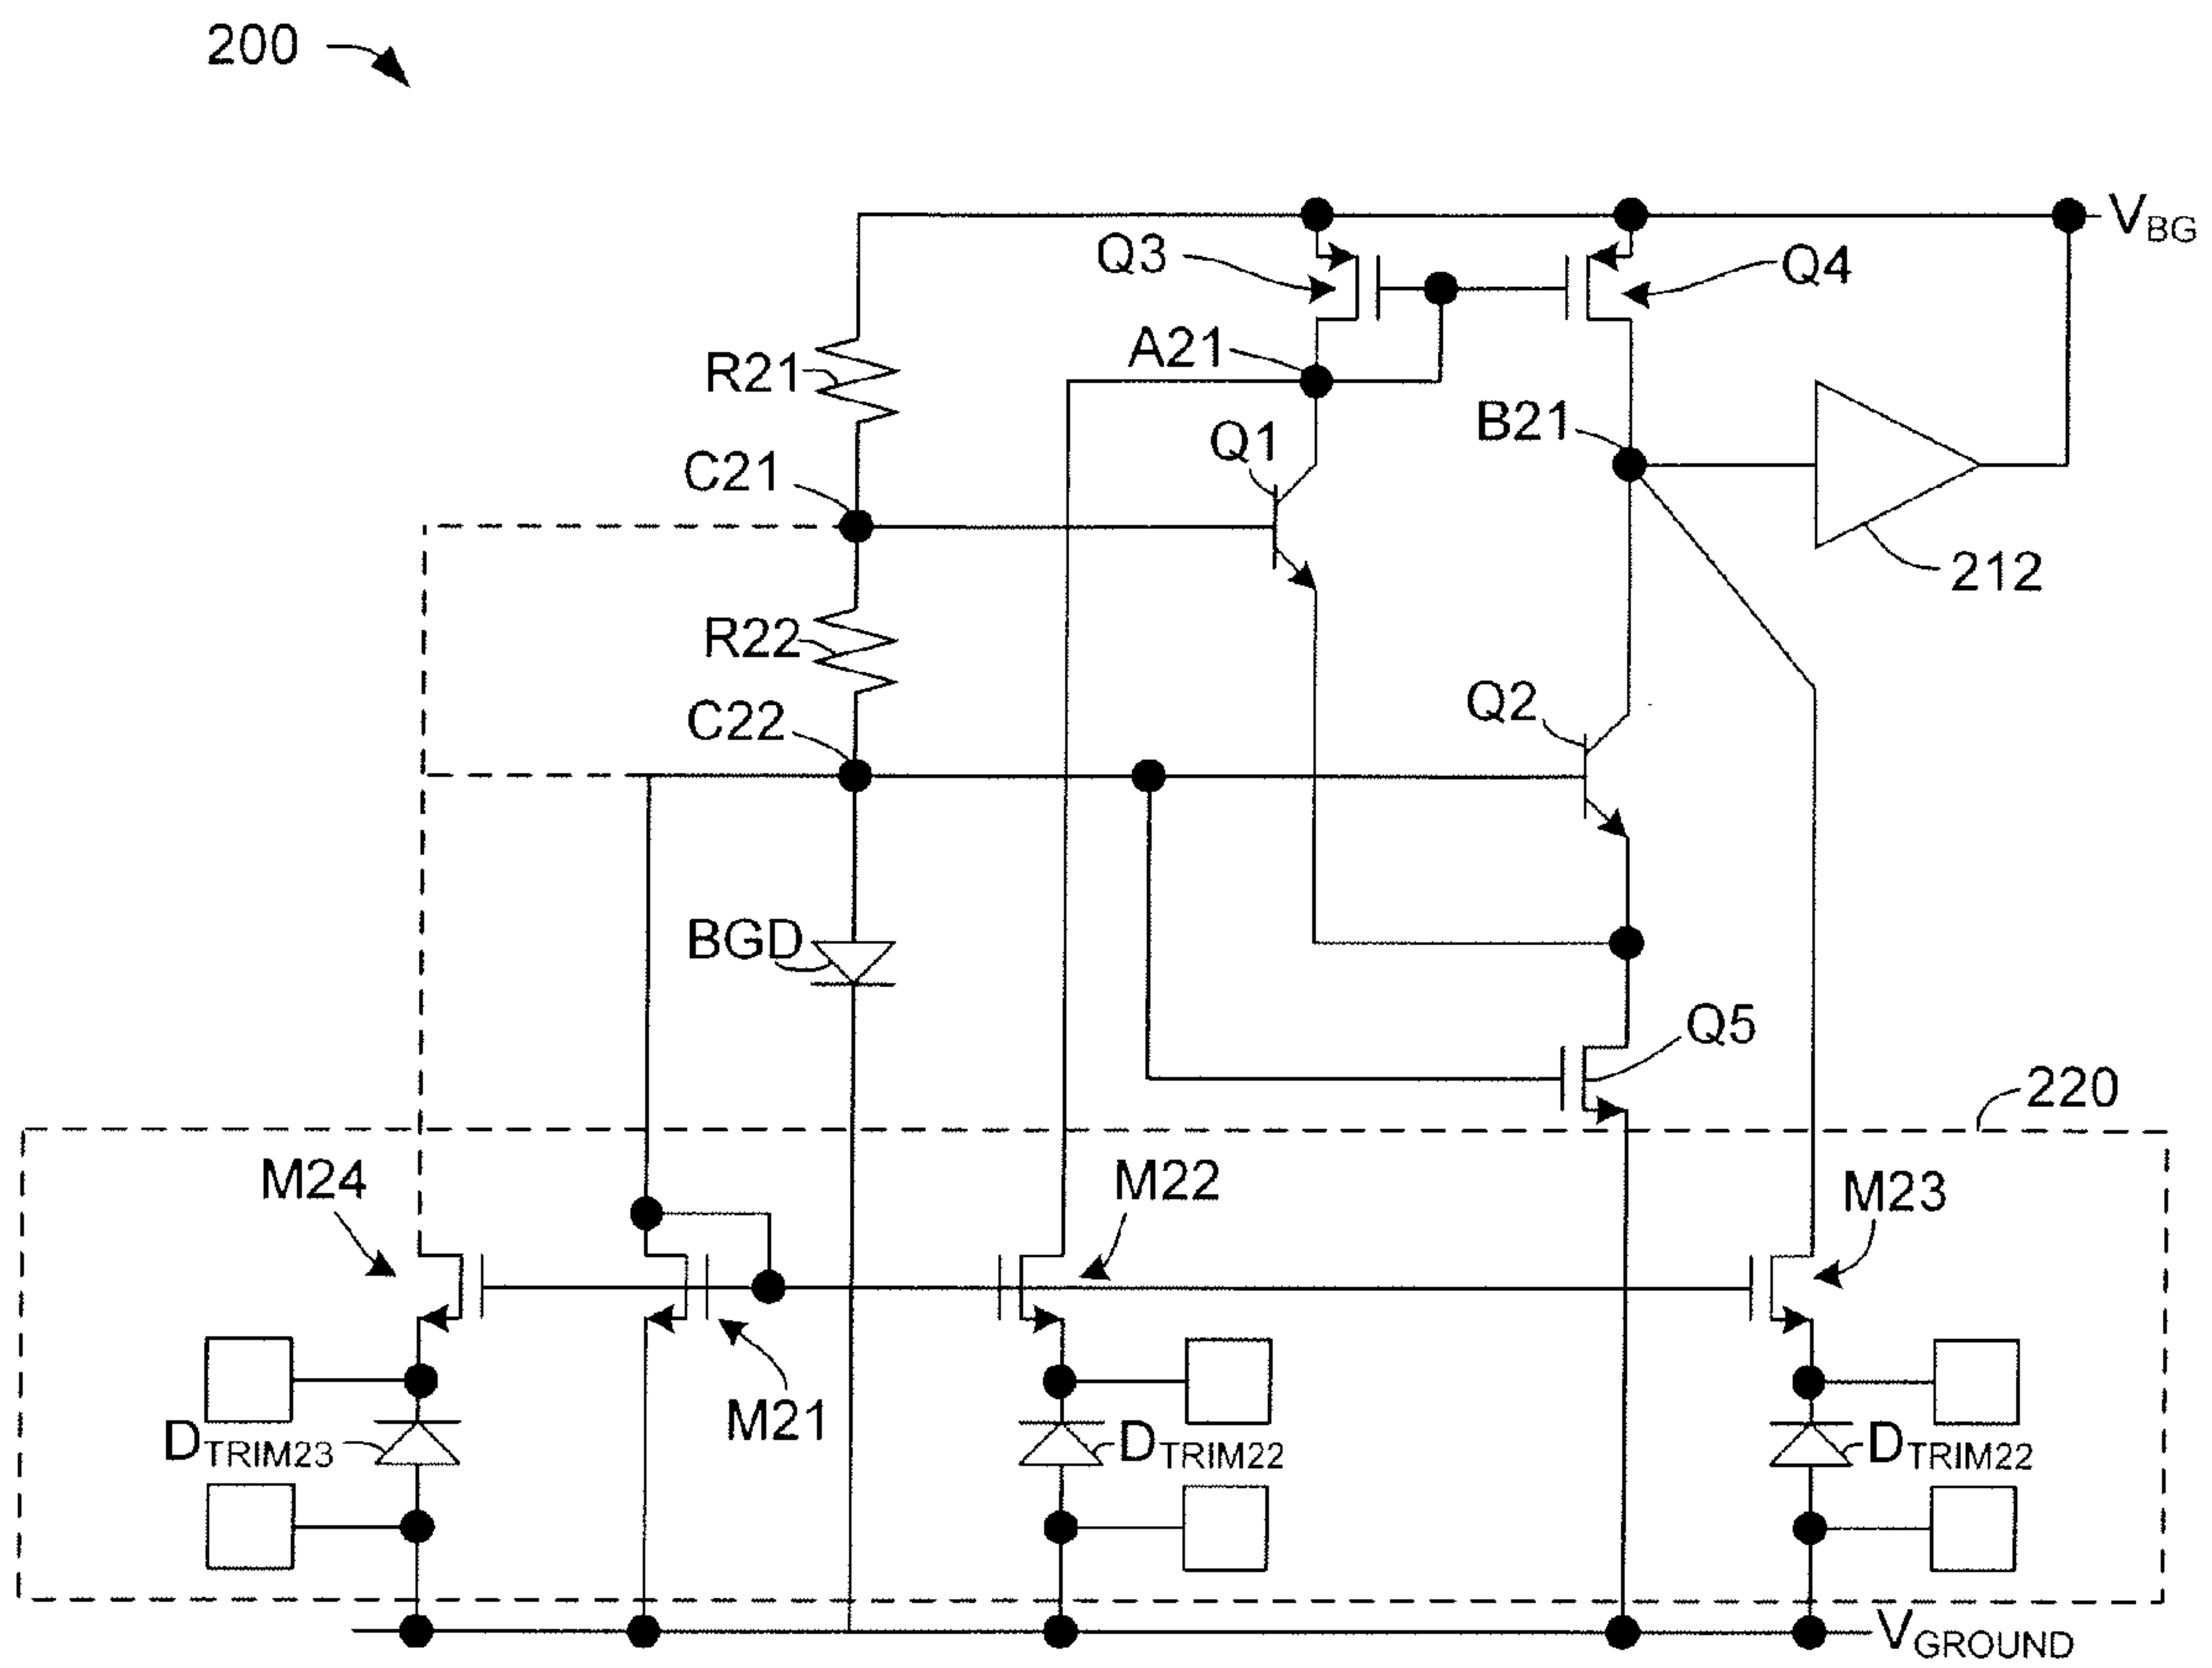 200
V_BG
Q3
Q4
A21
R21
B21
Q1
C21
212
R22
Q2
C22
BGD
Q5
220
M24
M22
M23
M21
D_TRIM23
D_TRIM22
D_TRIM22
V_GROUND